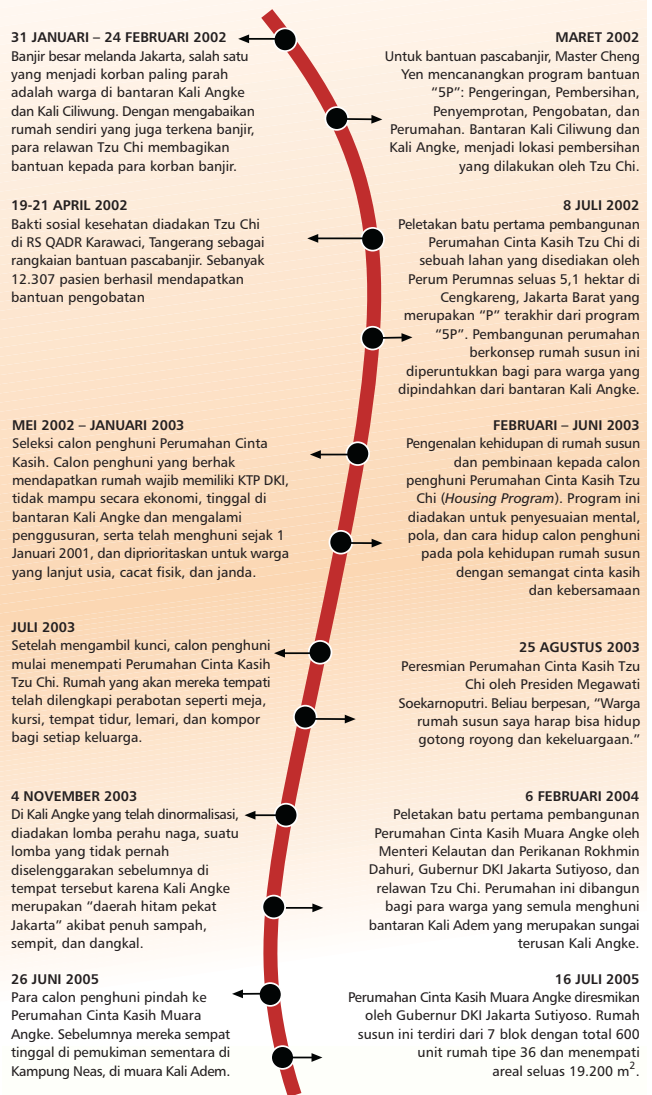 31 JANUARI – 24 FEBRUARI 2002
Banjir besar melanda Jakarta, salah satu
yang menjadi korban paling parah
adalah warga di bantaran Kali Angke
dan Kali Ciliwung. Dengan mengabaikan
rumah sendiri yang juga terkena banjir,
para relawan Tzu Chi membagikan
bantuan kepada para korban banjir.
MARET 2002
Untuk bantuan pascabanjir, Master Cheng
Yen mencanangkan program bantuan
“5P”: Pengeringan, Pembersihan,
Penyemprotan, Pengobatan, dan
Perumahan. Bantaran Kali Ciliwung dan
Kali Angke, menjadi lokasi pembersihan
yang dilakukan oleh Tzu Chi.
19-21 APRIL 2002
Bakti sosial kesehatan diadakan Tzu Chi
di RS QADR Karawaci, Tangerang sebagai
rangkaian bantuan pascabanjir. Sebanyak
12.307 pasien berhasil mendapatkan
bantuan pengobatan
8 JULI 2002
Peletakan batu pertama pembangunan
Perumahan Cinta Kasih Tzu Chi di
sebuah lahan yang disediakan oleh
Perum Perumnas seluas 5,1 hektar di
Cengkareng, Jakarta Barat yang
merupakan “P” terakhir dari program
“5P”. Pembangunan perumahan
berkonsep rumah susun ini
diperuntukkan bagi para warga yang
dipindahkan dari bantaran Kali Angke.
MEI 2002 – JANUARI 2003
Seleksi calon penghuni Perumahan Cinta
Kasih. Calon penghuni yang berhak
mendapatkan rumah wajib memiliki KTP DKI,
tidak mampu secara ekonomi, tinggal di
bantaran Kali Angke dan mengalami
penggusuran, serta telah menghuni sejak 1
Januari 2001, dan diprioritaskan untuk warga
yang lanjut usia, cacat fisik, dan janda.
FEBRUARI – JUNI 2003
Pengenalan kehidupan di rumah susun
dan pembinaan kepada calon
penghuni Perumahan Cinta Kasih Tzu
Chi (Housing Program). Program ini
diadakan untuk penyesuaian mental,
pola, dan cara hidup calon penghuni
pada pola kehidupan rumah susun
dengan semangat cinta kasih
dan kebersamaan
JULI 2003
Setelah mengambil kunci, calon penghuni
mulai menempati Perumahan Cinta Kasih
Tzu Chi. Rumah yang akan mereka tempati
telah dilengkapi perabotan seperti meja,
kursi, tempat tidur, lemari, dan kompor
bagi setiap keluarga.
25 AGUSTUS 2003
Peresmian Perumahan Cinta Kasih Tzu
Chi oleh Presiden Megawati
Soekarnoputri. Beliau berpesan, “Warga
rumah susun saya harap bisa hidup
gotong royong dan kekeluargaan.”
4 NOVEMBER 2003
Di Kali Angke yang telah dinormalisasi,
diadakan lomba perahu naga, suatu
lomba yang tidak pernah
diselenggarakan sebelumnya di
tempat tersebut karena Kali Angke
merupakan “daerah hitam pekat
Jakarta” akibat penuh sampah,
sempit, dan dangkal.
6 FEBRUARI 2004
Peletakan batu pertama pembangunan
Perumahan Cinta Kasih Muara Angke oleh
Menteri Kelautan dan Perikanan Rokhmin
Dahuri, Gubernur DKI Jakarta Sutiyoso, dan
relawan Tzu Chi. Perumahan ini dibangun
bagi para warga yang semula menghuni
bantaran Kali Adem yang merupakan sungai
terusan Kali Angke.
26 JUNI 2005
Para calon penghuni pindah ke
Perumahan Cinta Kasih Muara
Angke. Sebelumnya mereka sempat
tinggal di pemukiman sementara di
Kampung Neas, di muara Kali Adem.
16 JULI 2005
Perumahan Cinta Kasih Muara Angke diresmikan
oleh Gubernur DKI Jakarta Sutiyoso. Rumah
susun ini terdiri dari 7 blok dengan total 600
unit rumah tipe 36 dan menempati
areal seluas 19.200 m².